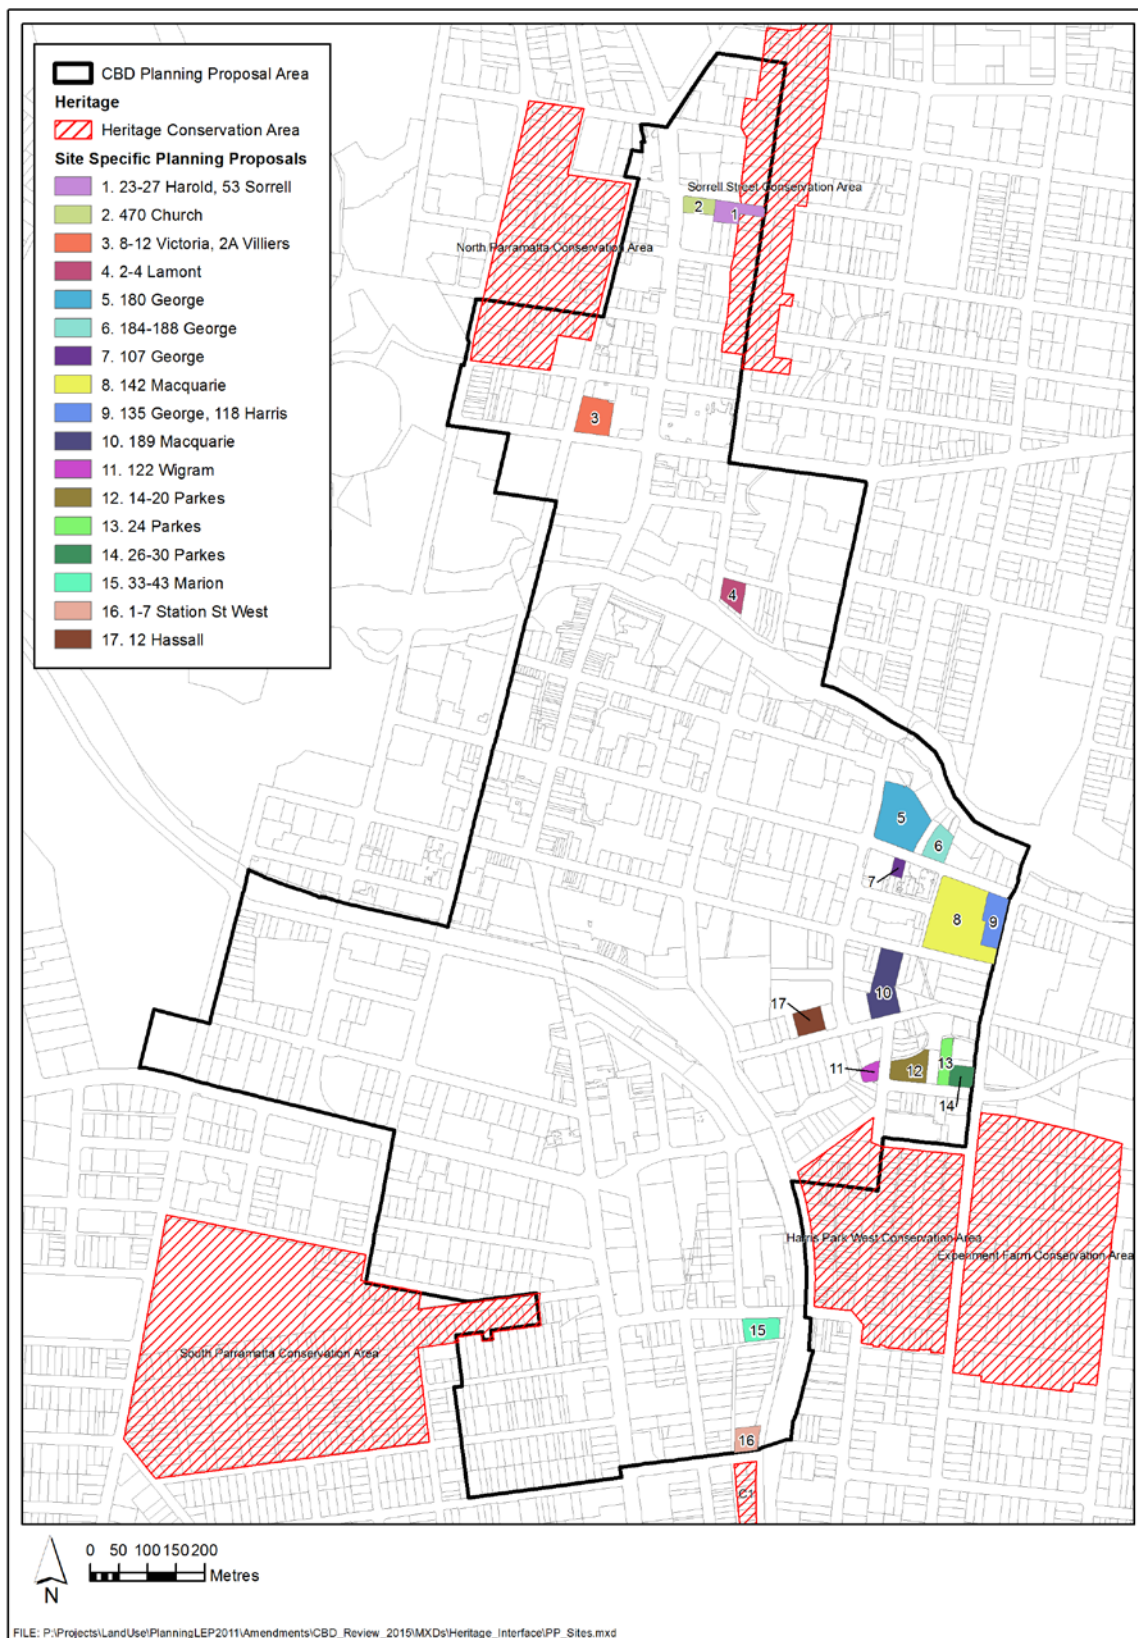 CBD Planning Proposal Area
Heritage
Heritage Conservation Area
Site Specific Planning Proposals
1. 23-27 Harold, 53 Sorrell
2. 470 Church
3. 8-12 Victoria, 2A Villiers
4. 2-4 Lamont
5. 180 George
6. 184-188 George
7. 107 George
8. 142 Macquarie
9. 135 George, 118 Harris
10. 189 Macquarie
11. 122 Wigram
12. 14-20 Parkes
13. 24 Parkes
14. 26-30 Parkes
15. 33-43 Marion
16. 1-7 Station St West
17. 12 Hassall
Sorrell Street Conservation Area
2
1
North Parramatta Conservation Area
3
4
5
6
7
8
9
10
17
11
12
13
14
Harris Park West Conservation Area
Experiment Farm Conservation Area
15
South Parramatta Conservation Area
16
C1
0 50 100 150 200
Metres
N
FILE: P:\Projects\LandUse\PlanningLEP2011\Amendments\CBD_Review_2015\MXDs\Heritage_Interface\PP_Sites.mxd